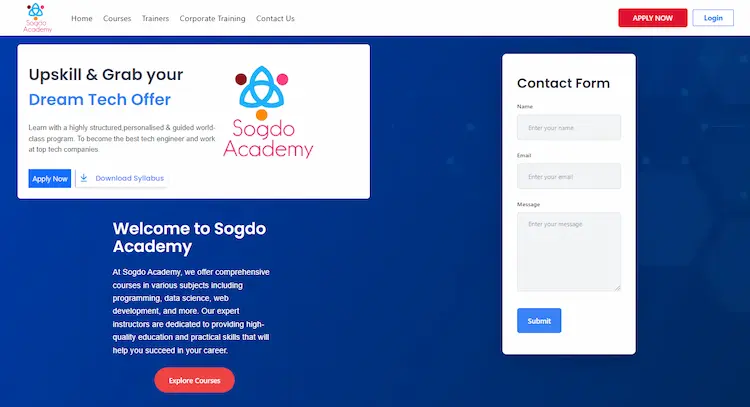 Sogdo
Academy
Home Courses Trainers Corporate Training Contact Us
APPLY NOW Login
Upskill & Grab your
Dream Tech Offer
Learn with a highly structured,personalised & guided world-
class program. To become the best tech engineer and work
at top tech companies
Apply Now Download Syllabus
Sogdo
Academy
Welcome to Sogdo
Academy
At Sogdo Academy, we offer comprehensive
courses in various subjects including
programming, data science, web
development, and more. Our expert
instructors are dedicated to providing high-
quality education and practical skills that will
help you succeed in your career.
Explore Courses
Contact Form
Name
Enter your name
Email
Enter your email
Message
Enter your message
Submit